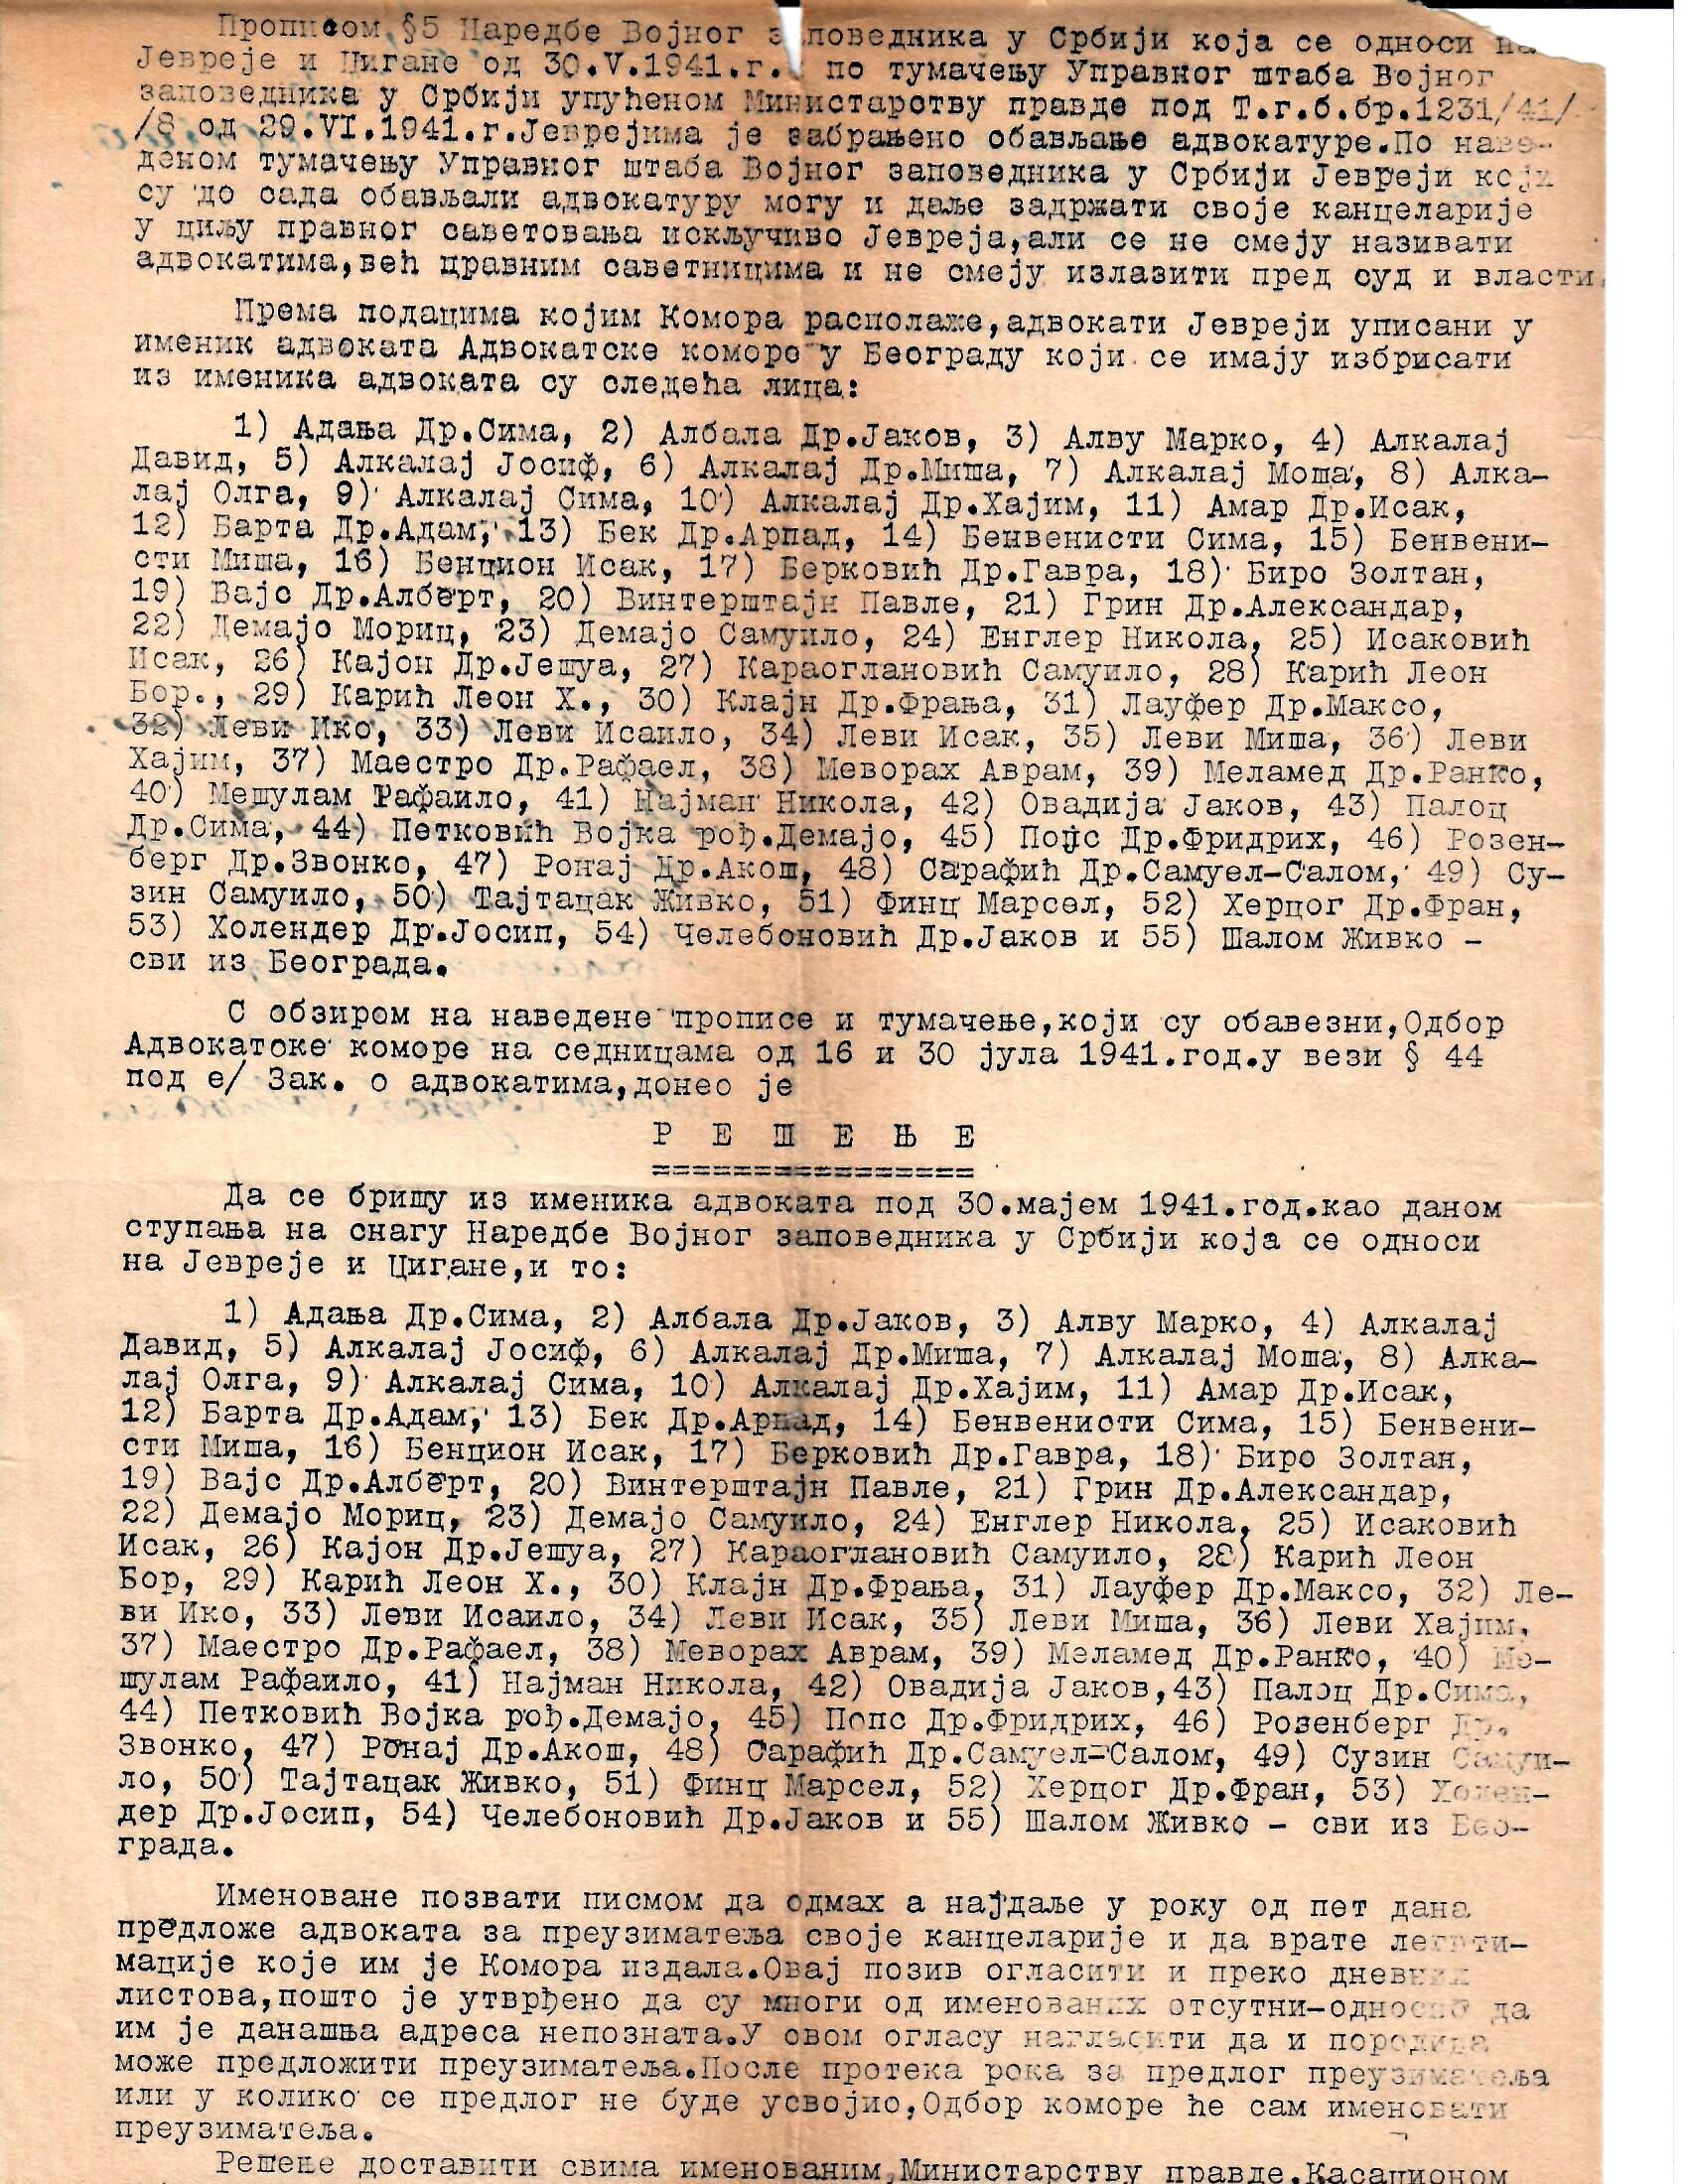 Прописом §5 Наредбе Војног заповедника у Србији која се односи на
Јевреје и Цигане од 30.V.1941.г. по тумачењу Управног штаба Војног
заповедника у Србији упућеном Министарству правде под Т.г.б.бр.1231/41/
/8 од 29.VI.1941.г.Јеврејима је забрањено обављање адвокатуре.По наве-
деном тумачењу Управног штаба Војног заповедника у Србији Јевреји који
су до сада обављали адвокатуру могу и даље задржати своје канцеларије
у циљу правног саветовања искључиво Јевреја,али се не смеју називати
адвокатима,већ правним саветницима и не смеју излазити пред суд и власти.
Према подацима којим Комора располаже,адвокати Јевреји уписани у
именик адвоката Адвокатске коморе у Београду који се имају избрисати
из именика адвоката су следећа лица:
1) Адања Др.Сима, 2) Албала Др.Јаков, 3) Алву Марко, 4) Алкалај
Давид, 5) Алкалај Јосиф, 6) Алкалај Др.Миша, 7) Алкалај Моша, 8) Алка-
лај Олга, 9) Алкалај Сима, 10) Алкалај Др.Хајим, 11) Амар Др.Исак,
12) Барта Др.Адам, 13) Бек Др.Арпад, 14) Бенвенисти Сима, 15) Бенвени-
сти Миша, 16) Бенцион Исак, 17) Берковић Др.Гавра, 18) Биро Золтан,
19) Вајс Др.Алберт, 20) Винтерштајн Павле, 21) Грин Др.Александар,
22) Демајо Мориц, 23) Демајо Самуило, 24) Енглер Никола, 25) Исаковић
Исак, 26) Кајон Др.Јешуа, 27) Караоглановић Самуило, 28) Карић Леон
Бор., 29) Карић Леон Х., 30) Клајн Др.Фрања, 31) Лауфер Др.Максо,
32) Леви Ико, 33) Леви Исаило, 34) Леви Исак, 35) Леви Миша, 36) Леви
Хајим, 37) Маестро Др.Рафаел, 38) Меворах Аврам, 39) Меламед Др.Ранко,
40) Мешулам Рафаило, 41) Најман Никола, 42) Овадија Јаков, 43) Палоц
Др.Сима, 44) Петковић Војка рођ.Демајо, 45) Попс Др.Фридрих, 46) Розен-
берг Др.Звонко, 47) Ронај Др.Акош, 48) Сарафић Др.Самуел-Салом, 49) Су-
зин Самуило, 50) Тајтацак Живко, 51) Финц Марсел, 52) Херцог Др.Фран,
53) Холендер Др.Јосип, 54) Челебоновић Др.Јаков и 55) Шалом Живко -
сви из Београда.
С обзиром на наведене прописе и тумачење,који су обавезни,Одбор
Адвокатске коморе на седницама од 16 и 30 јула 1941.год.у вези § 44
под е/ Зак. о адвокатима,донео је
Р Е Ш Е Њ Е
================
Да се бришу из именика адвоката под 30.мајем 1941.год.као даном
ступања на снагу Наредбе Војног заповедника у Србији која се односи
на Јевреје и Цигане,и то:
1) Адања Др.Сима, 2) Албала Др.Јаков, 3) Алву Марко, 4) Алкалај
Давид, 5) Алкалај Јосиф, 6) Алкалај Др.Миша, 7) Алкалај Моша, 8) Алка-
лај Олга, 9) Алкалај Сима, 10) Алкалај Др.Хајим, 11) Амар Др.Исак,
12) Барта Др.Адам, 13) Бек Др.Арпад, 14) Бенвенисти Сима, 15) Бенвени-
сти Миша, 16) Бенцион Исак, 17) Берковић Др.Гавра, 18) Биро Золтан,
19) Вајс Др.Алберт, 20) Винтерштајн Павле, 21) Грин Др.Александар,
22) Демајо Мориц, 23) Демајо Самуило, 24) Енглер Никола, 25) Исаковић
Исак, 26) Кајон Др.Јешуа, 27) Караоглановић Самуило, 28) Карић Леон
Бор, 29) Карић Леон Х., 30) Клајн Др.Фрања, 31) Лауфер Др.Максо, 32) Ле-
ви Ико, 33) Леви Исаило, 34) Леви Исак, 35) Леви Миша, 36) Леви Хајим,
37) Маестро Др.Рафаел, 38) Меворах Аврам, 39) Меламед Др.Ранко, 40) Ме-
шулам Рафаило, 41) Најман Никола, 42) Овадија Јаков,43) Палоц Др.Сима,
44) Петковић Војка рођ.Демајо, 45) Попс Др.Фридрих, 46) Розенберг Др.
Звонко, 47) Ронај Др.Акош, 48) Сарафић Др.Самуел-Салом, 49) Сузин Самуи-
ло, 50) Тајтацак Живко, 51) Финц Марсел, 52) Херцог Др.Фран, 53) Холен-
дер Др.Јосип, 54) Челебоновић Др.Јаков и 55) Шалом Живко - сви из Бео-
града.
Именоване позвати писмом да одмах а најдаље у року од пет дана
предложе адвоката за преузиматеља своје канцеларије и да врате легити-
мације које им је Комора издала.Овај позив огласити и преко дневних
листова,пошто је утврђено да су многи од именованих отсутни-односно да
им је данашња адреса непозната.У овом огласу нагласити да и породица
може предложити преузиматеља.После протека рока за предлог преузиматеља
или у колико се предлог не буде усвојио,Одбор коморе ће сам именовати
преузиматеља.
Решење доставити свима именованим,Министарству правде,Касационом